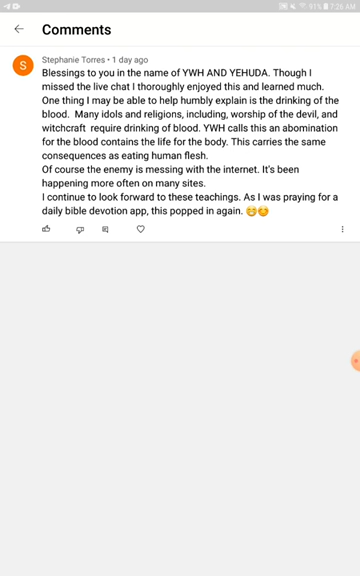 91% 7:26 AM
Comments
S
Stephanie Torres • 1 day ago
Blessings to you in the name of YWH AND YEHUDA. Though I
missed the live chat I thoroughly enjoyed this and learned much.
One thing I may be able to help humbly explain is the drinking of the
blood.  Many idols and religions, including, worship of the devil, and
witchcraft  require drinking of blood. YWH calls this an abomination
for the blood contains the life for the body. This carries the same
consequences as eating human flesh.
Of course the enemy is messing with the internet. It's been
happening more often on many sites.
I continue to look forward to these teachings. As I was praying for a
daily bible devotion app, this popped in again. 😁😊